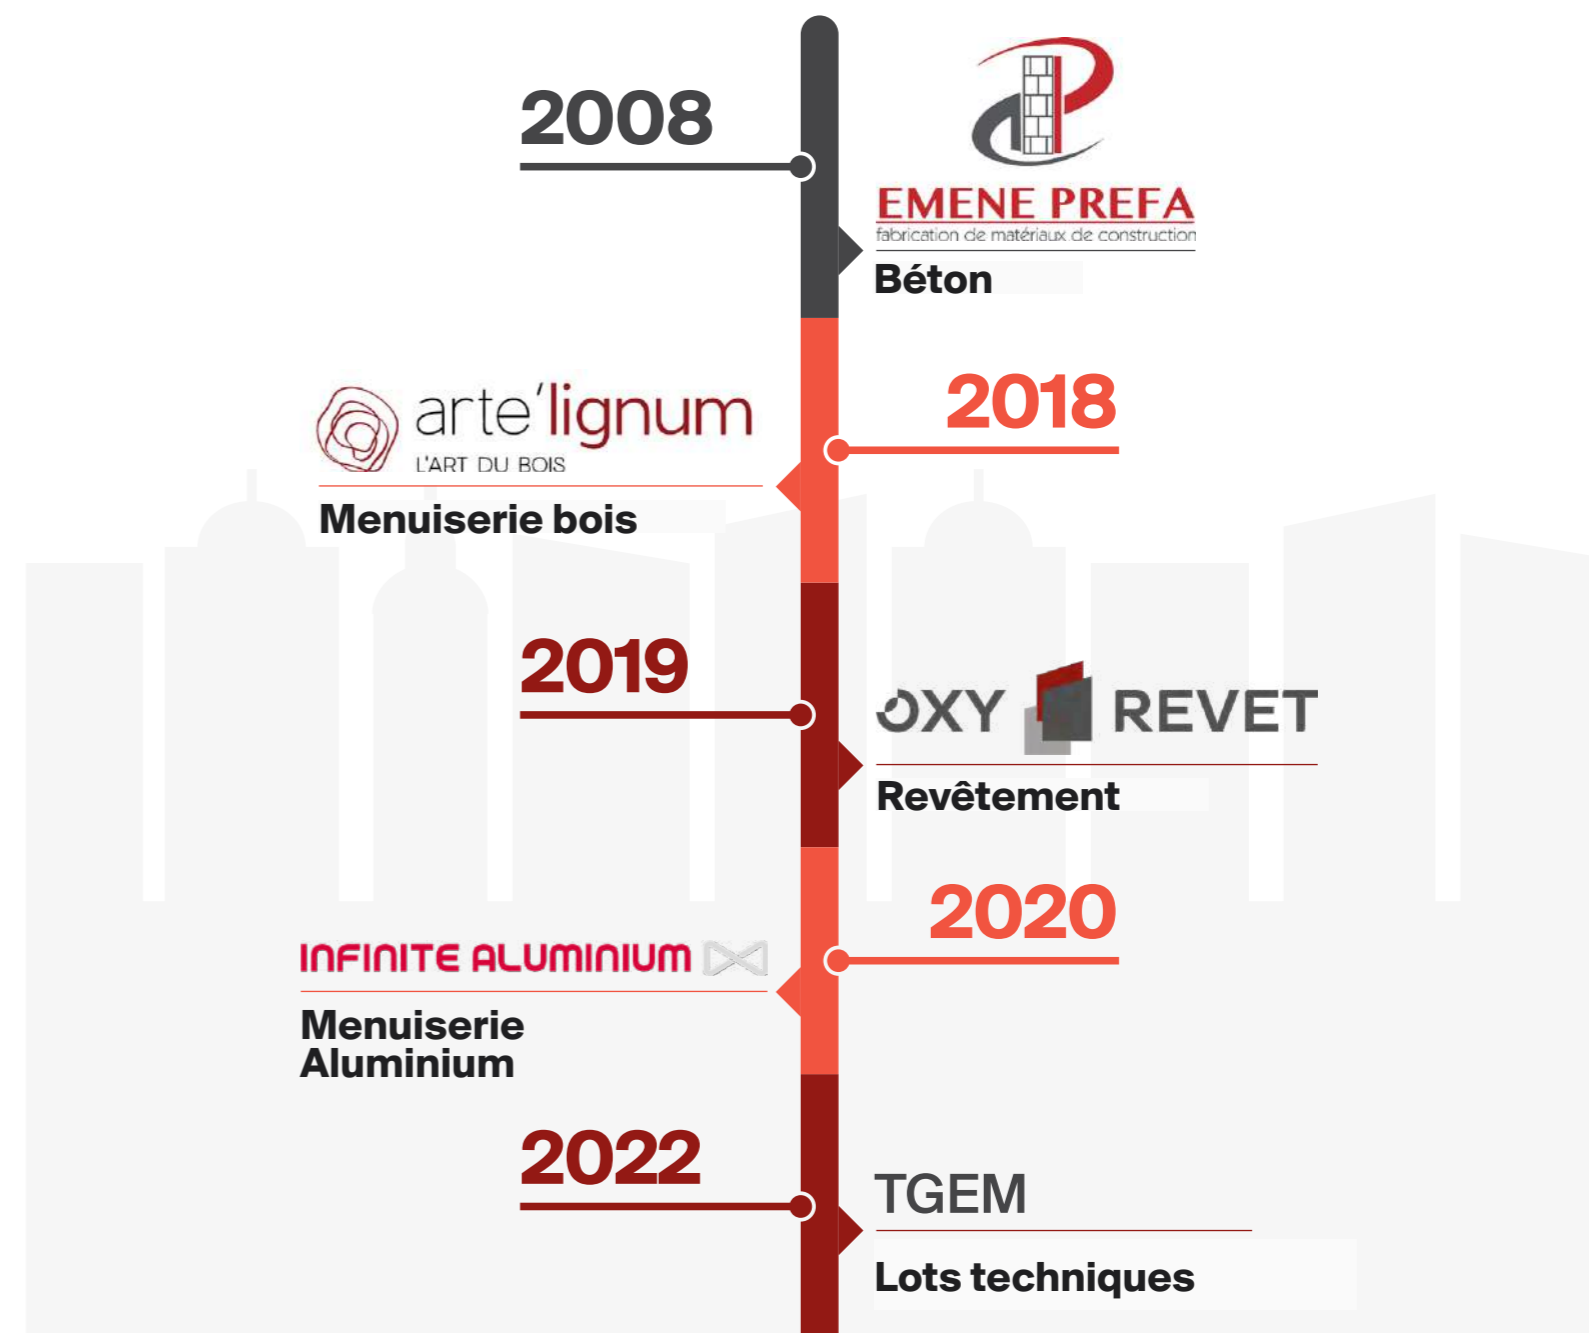 2008
EMENE PREFA
fabrication de matériaux de construction
Béton
2018
arte'lignum
L'ART DU BOIS
Menuiserie bois
2019
OXY REVET
Revêtement
2020
INFINITE ALUMINIUM
Menuiserie
Aluminium
2022
TGEM
Lots techniques